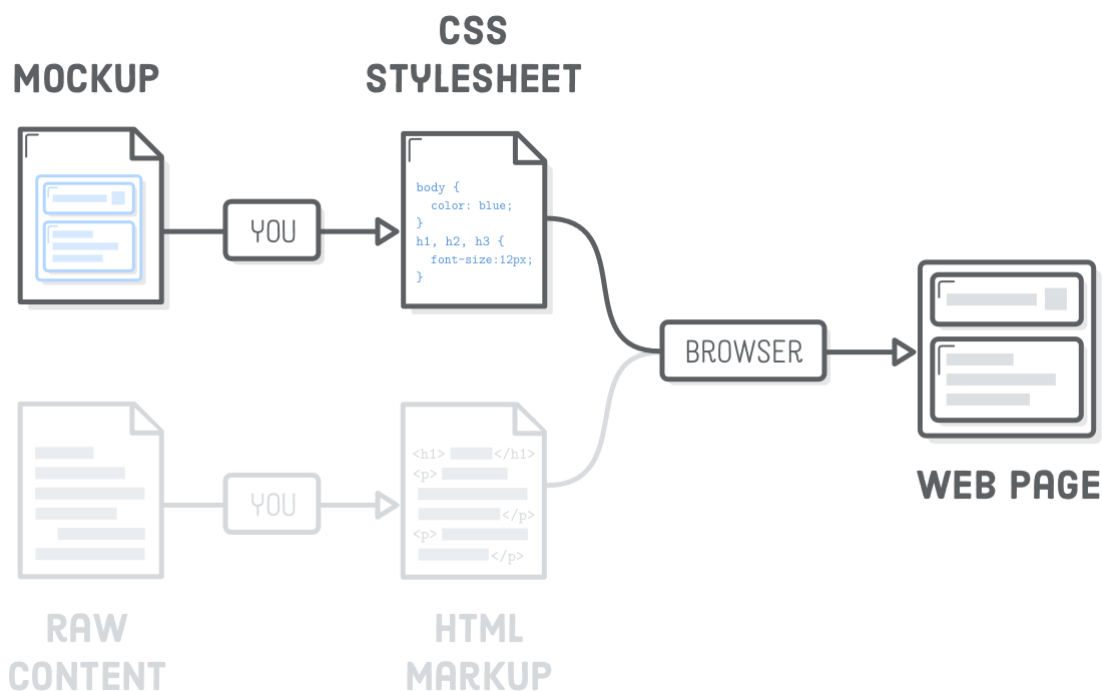 MOCKUP
CSS
STYLESHEET
YOU
body {
color: blue;
}
h1, h2, h3 {
font-size:12px;
}
BROWSER
WEB PAGE
YOU
<h1> </h1>
<p>
</p>
<p>
</p>
RAW
CONTENT
HTML
MARKUP